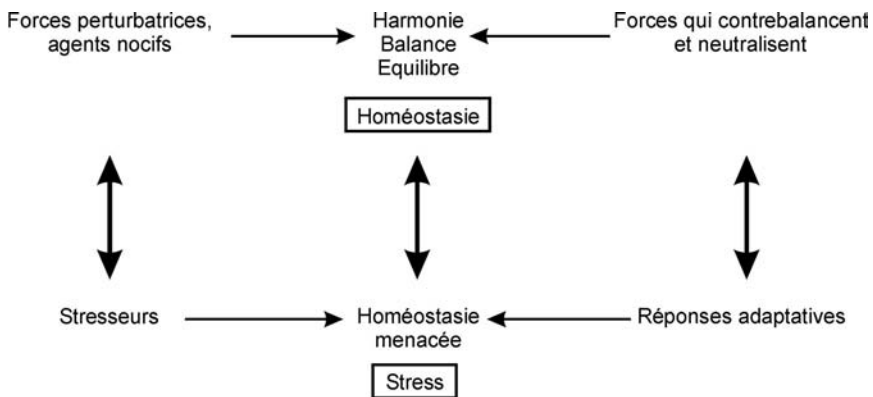 Forces perturbatrices,
agents nocifs
Harmonie
Balance
Equilibre
Forces qui contrebalancent
et neutralisent
Homéostasie
Stresseurs
Homéostasie
menacée
Réponses adaptatives
Stress